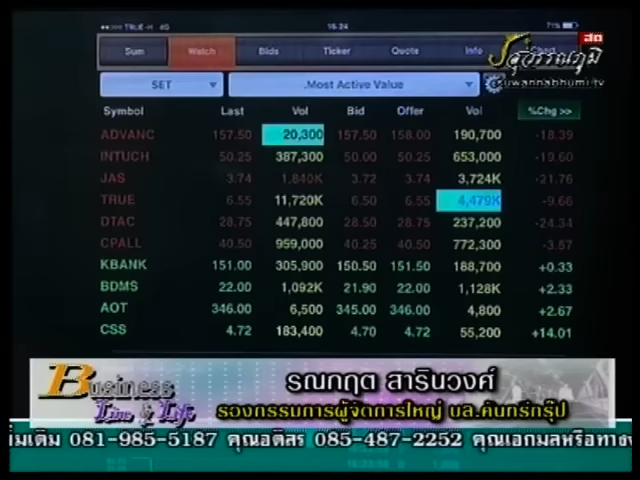 TRUE-H 4G 16:24 71%
Sum Watch Bids Ticker Quote Info Chart
สด
สุวรรณภูมิ
suwannabhumi.tv
SET .Most Active Value
Symbol Last Vol Bid Offer Vol %Chg >>
ADVANC 157.50 20,300 157.50 158.00 190,700 -18.39
INTUCH 50.25 387,300 50.00 50.25 653,000 -19.60
JAS 3.74 1,840K 3.72 3.74 3,724K -21.76
TRUE 6.55 11,720K 6.50 6.55 4,479K -9.66
DTAC 28.75 447,800 28.50 28.75 237,200 -24.34
CPALL 40.50 959,000 40.25 40.50 772,300 -3.57
KBANK 151.00 305,900 150.50 151.50 188,700 +0.33
BDMS 22.00 1,092K 21.90 22.00 1,128K +2.33
AOT 346.00 6,500 345.00 346.00 4,800 +2.67
CSS 4.72 183,400 4.70 4.72 55,200 +14.01
Business
Line & Life
รณกฤต สารินวงศ์
รองกรรมการผู้จัดการใหญ่ บล.คันทรี่กรุ๊ป
มเติม 081-985-5187 คุณอดิสร 085-487-2252 คุณเอกมลหรือทาง